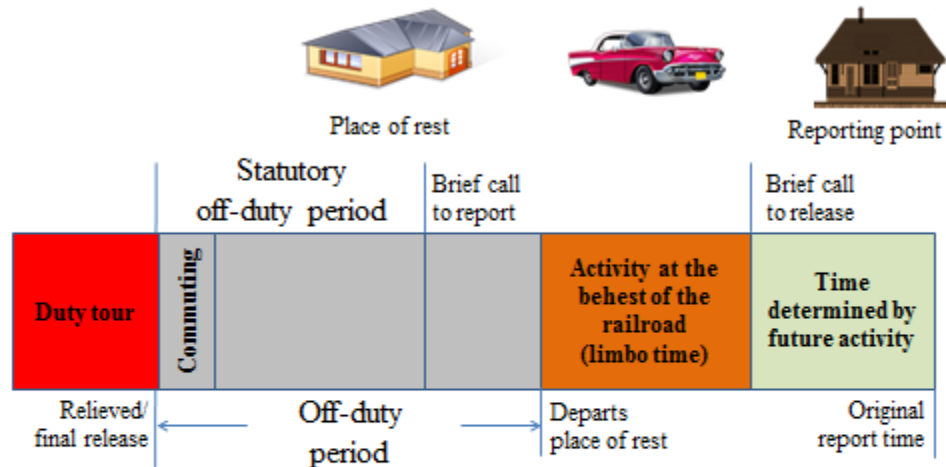 Place of rest
Reporting point
Statutory
off-duty period
Brief call
to report
Brief call
to release
Duty tour
Commuting
Activity at the
behest of the
railroad
(limbo time)
Time
determined by
future activity
Relieved/
final release
Off-duty
period
Departs
place of rest
Original
report time